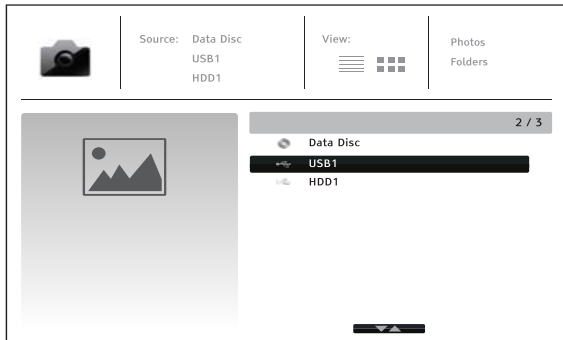 Source: Data Disc
USB1
HDD1
View:
Photos
Folders
2 / 3
Data Disc
USB1
HDD1